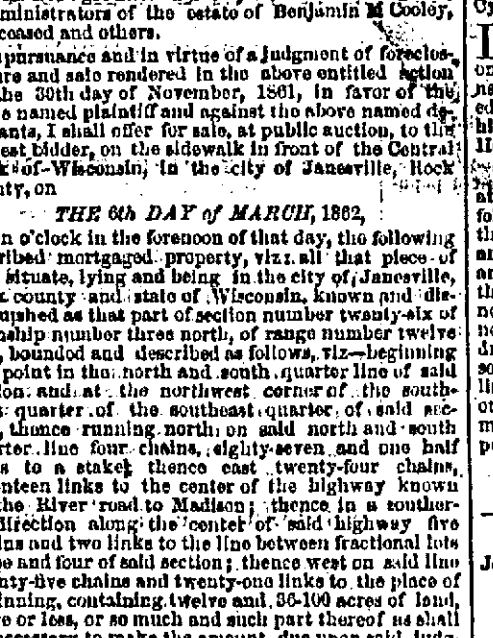 ministrators of the estate of Benjamin M Cooley,
ceased and others.
pursuance and in virtue of a judgment of foreclos-
ure and sale rendered in the above entitled action
the 30th day of November, 1861, in favor of the
e named plaintiff and against the above named de-
ants, I shall offer for sale, at public auction, to the
est bidder, on the sidewalk in front of the Central
k of Wisconsin, in the city of Janesville, Rock
nty, on
THE 6th DAY of MARCH, 1862,
n o'clock in the forenoon of that day, the following
ribed mortgaged property, viz: all that piece of
situate, lying and being in the city of Janesville,
county and state of Wisconsin, known and dis-
uished as that part of section number twenty-six of
nship number three north, of range number twelve
, bounded and described as follows, viz—beginning
point in the north and south quarter line of said
ion and at the northwest corner of the south-
quarter of the southeast quarter of said sec-
, thence running north on said north and south
rter line four chains, eighty-seven and one half
s to a stake; thence east twenty-four chains,
nteen links to the center of the highway known
the River road to Madison; thence in a souther-
direction along the center of said highway five
ins and two links to the line between fractional lots
e and four of said section; thence west on said line
nty-five chains and twenty-one links to the place of
inning, containing twelve and 36-100 acres of land,
e or less, or so much and such part thereof as shall
ecessary to make the amount due upon said judg-